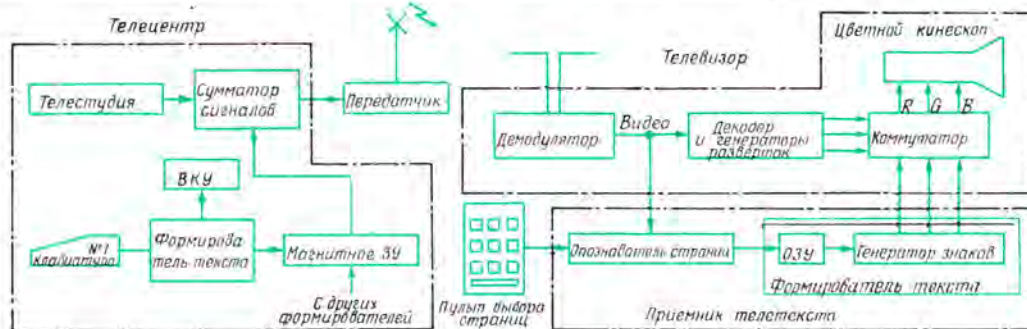 Телецентр
Телестудия
Сумматор
сигналов
Передатчик
ВКУ
№1
Клавиатура
Формирова
тель текста
Магнитное ЗУ
С других
формирователей
Телевизор
Цветной кинескоп
Демодулятор
Видео
Декодер
и генераторы
разверток
R G B
Коммутатор
Пульт выбора
страниц
Опознаватель страниц
ОЗУ
Генератор знаков
Формирователь текста
Приемник телетекста